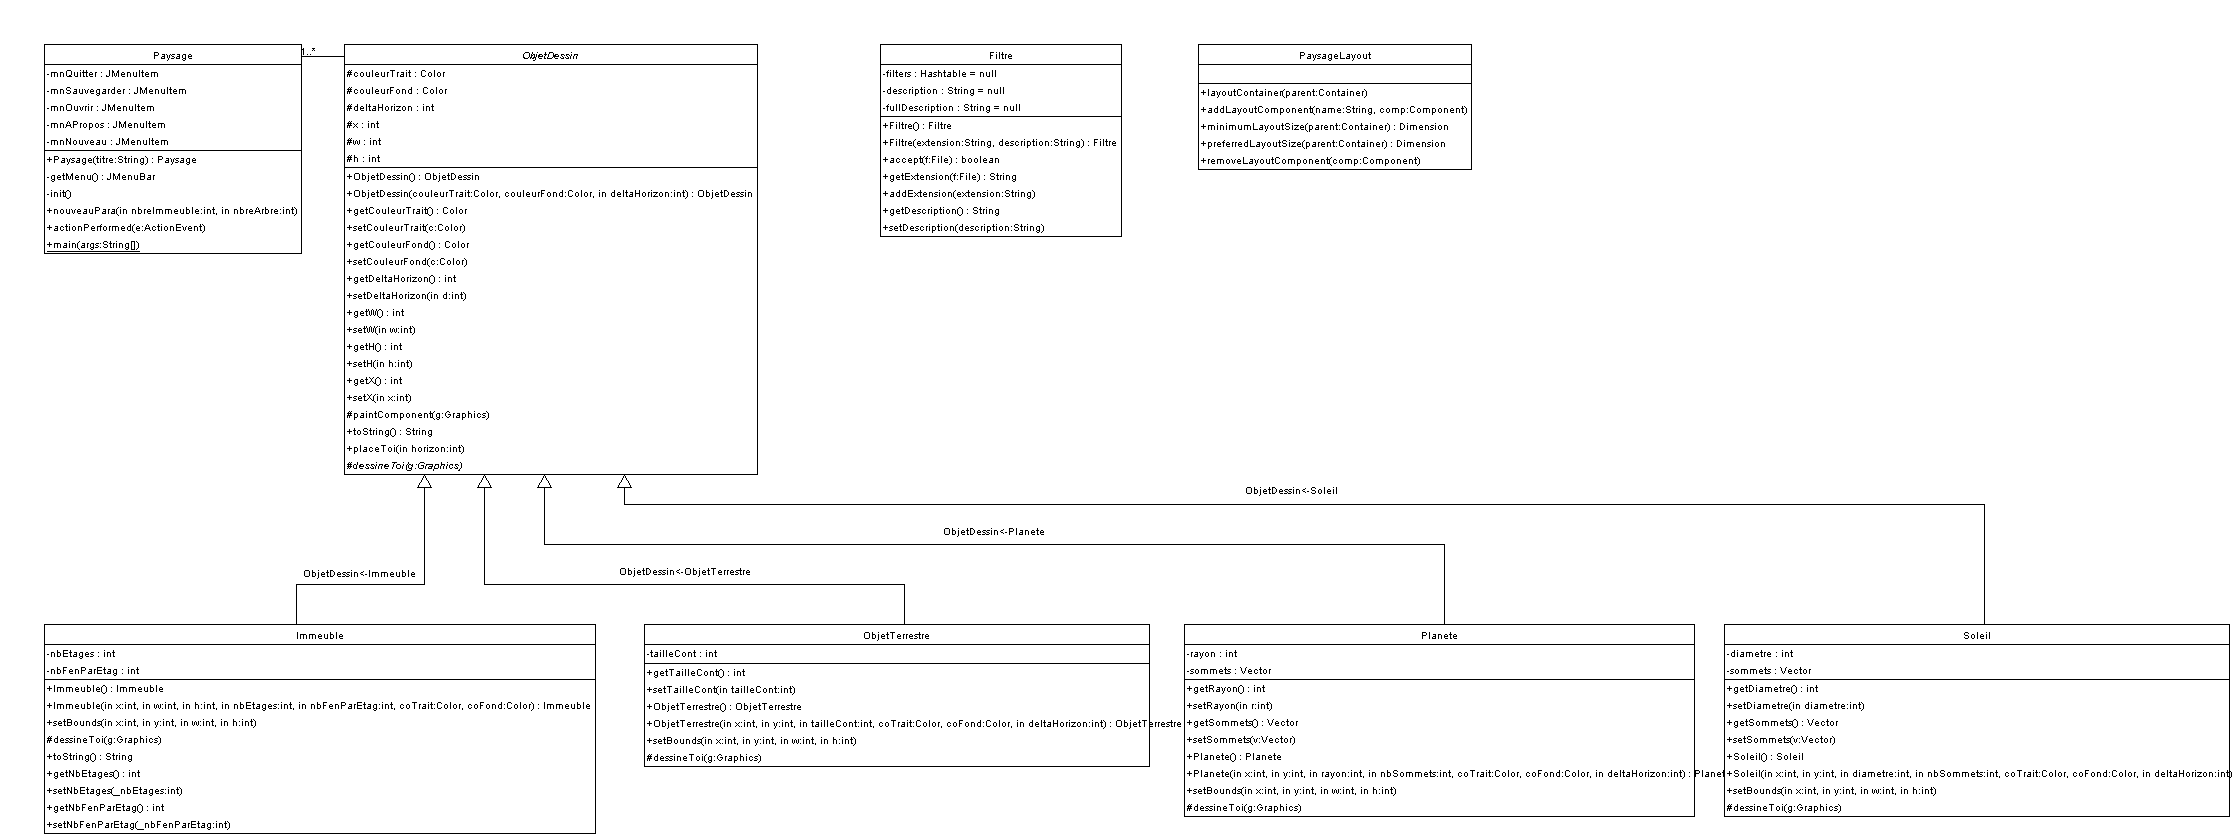 Paysage
-mnQuitter : JMenuItem
-mnSauvegarder : JMenuItem
-mnOuvrir : JMenuItem
-mnAPropos : JMenuItem
-mnNouveau : JMenuItem
+Paysage(titre:String) : Paysage
-getMenu() : JMenuBar
-init()
+nouveauPara(in nbreImmeuble:int, in nbreArbre:int)
+actionPerformed(e:ActionEvent)
+main(args:String[])
1..*
ObjetDessin
#couleurTrait : Color
#couleurFond : Color
#deltaHorizon : int
#x : int
#w : int
#h : int
+ObjetDessin() : ObjetDessin
+ObjetDessin(couleurTrait:Color, couleurFond:Color, in deltaHorizon:int) : ObjetDessin
+getCouleurTrait() : Color
+setCouleurTrait(c:Color)
+getCouleurFond() : Color
+setCouleurFond(c:Color)
+getDeltaHorizon() : int
+setDeltaHorizon(in d:int)
+getW() : int
+setW(in w:int)
+getH() : int
+setH(in h:int)
+getX() : int
+setX(in x:int)
#paintComponent(g:Graphics)
+toString() : String
+placeToi(in horizon:int)
#dessineToi(g:Graphics)
Filtre
-filters : Hashtable = null
-description : String = null
-fullDescription : String = null
+Filtre() : Filtre
+Filtre(extension:String, description:String) : Filtre
+accept(f:File) : boolean
+getExtension(f:File) : String
+addExtension(extension:String)
+getDescription() : String
+setDescription(description:String)
PaysageLayout
+layoutContainer(parent:Container)
+addLayoutComponent(name:String, comp:Component)
+minimumLayoutSize(parent:Container) : Dimension
+preferredLayoutSize(parent:Container) : Dimension
+removeLayoutComponent(comp:Component)
ObjetDessin<-Soleil
ObjetDessin<-Planete
ObjetDessin<-ObjetTerrestre
ObjetDessin<-Immeuble
Immeuble
-nbEtages : int
-nbFenParEtag : int
+Immeuble() : Immeuble
+Immeuble(in x:int, in w:int, in h:int, in nbEtages:int, in nbFenParEtag:int, coTrait:Color, coFond:Color) : Immeuble
+setBounds(in x:int, in y:int, in w:int, in h:int)
#dessineToi(g:Graphics)
+toString() : String
+getNbEtages() : int
+setNbEtages(_nbEtages:int)
+getNbFenParEtag() : int
+setNbFenParEtag(_nbFenParEtag:int)
ObjetTerrestre
-tailleCont : int
+getTailleCont() : int
+setTailleCont(in tailleCont:int)
+ObjetTerrestre() : ObjetTerrestre
+ObjetTerrestre(in x:int, in y:int, in tailleCont:int, coTrait:Color, coFond:Color, in deltaHorizon:int) : ObjetTerrestre
+setBounds(in x:int, in y:int, in w:int, in h:int)
#dessineToi(g:Graphics)
Planete
-rayon : int
-sommets : Vector
+getRayon() : int
+setRayon(in r:int)
+getSommets() : Vector
+setSommets(v:Vector)
+Planete() : Planete
+Planete(in x:int, in y:int, in rayon:int, in nbSommets:int, coTrait:Color, coFond:Color, in deltaHorizon:int) : Planet
+setBounds(in x:int, in y:int, in w:int, in h:int)
#dessineToi(g:Graphics)
Soleil
-diametre : int
-sommets : Vector
+getDiametre() : int
+setDiametre(in diametre:int)
+getSommets() : Vector
+setSommets(v:Vector)
+Soleil() : Soleil
+Soleil(in x:int, in y:int, in diametre:int, in nbSommets:int, coTrait:Color, coFond:Color, in deltaHorizon:int)
+setBounds(in x:int, in y:int, in w:int, in h:int)
#dessineToi(g:Graphics)